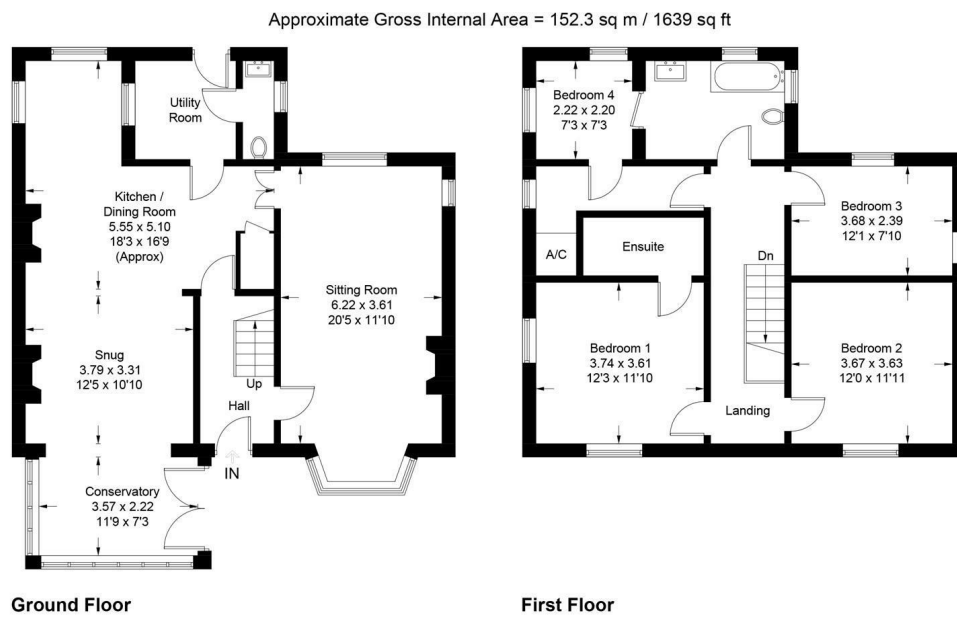 Approximate Gross Internal Area = 152.3 sq m / 1639 sq ft
Utility
Room
Kitchen /
Dining Room
5.55 x 5.10
18'3 x 16'9
(Approx)
Sitting Room
6.22 x 3.61
20'5 x 11'10
Snug
3.79 x 3.31
12'5 x 10'10
Up
Hall
IN
Conservatory
3.57 x 2.22
11'9 x 7'3
Ground Floor
Bedroom 4
2.22 x 2.20
7'3 x 7'3
Bedroom 3
3.68 x 2.39
12'1 x 7'10
A/C
Ensuite
Dn
Bedroom 1
3.74 x 3.61
12'3 x 11'10
Bedroom 2
3.67 x 3.63
12'0 x 11'11
Landing
First Floor